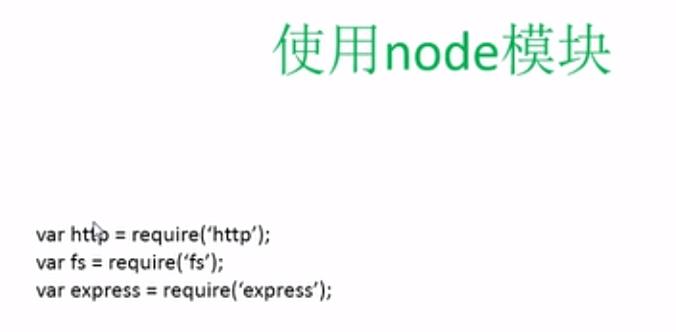 使用node模块
var http = require(‘http’);
var fs = require(‘fs’);
var express = require(‘express’);